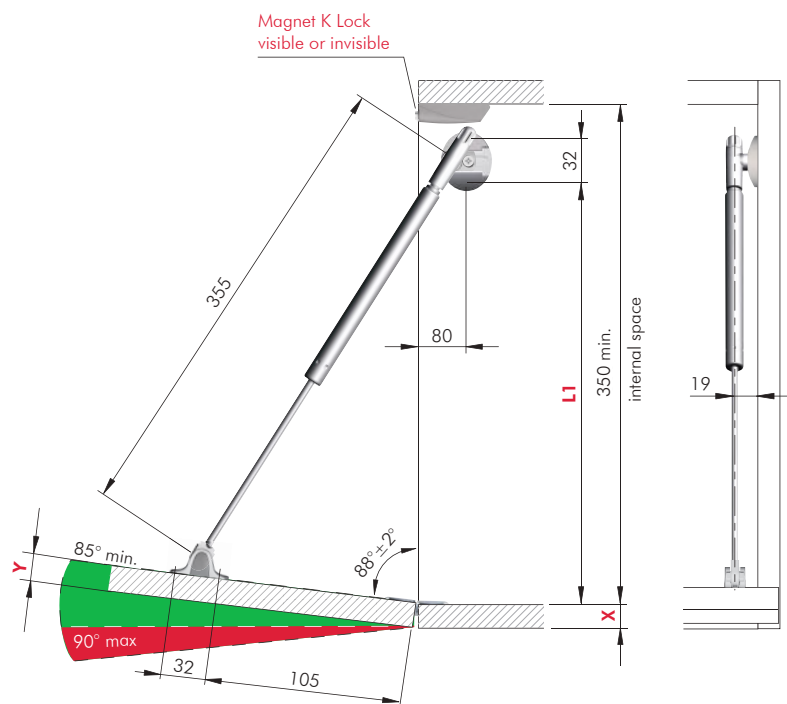 Magnet K Lock
visible or invisible
355
32
80
L1
350 min.
internal space
19
88°±2°
Y
85° min.
90° max
32
105
X